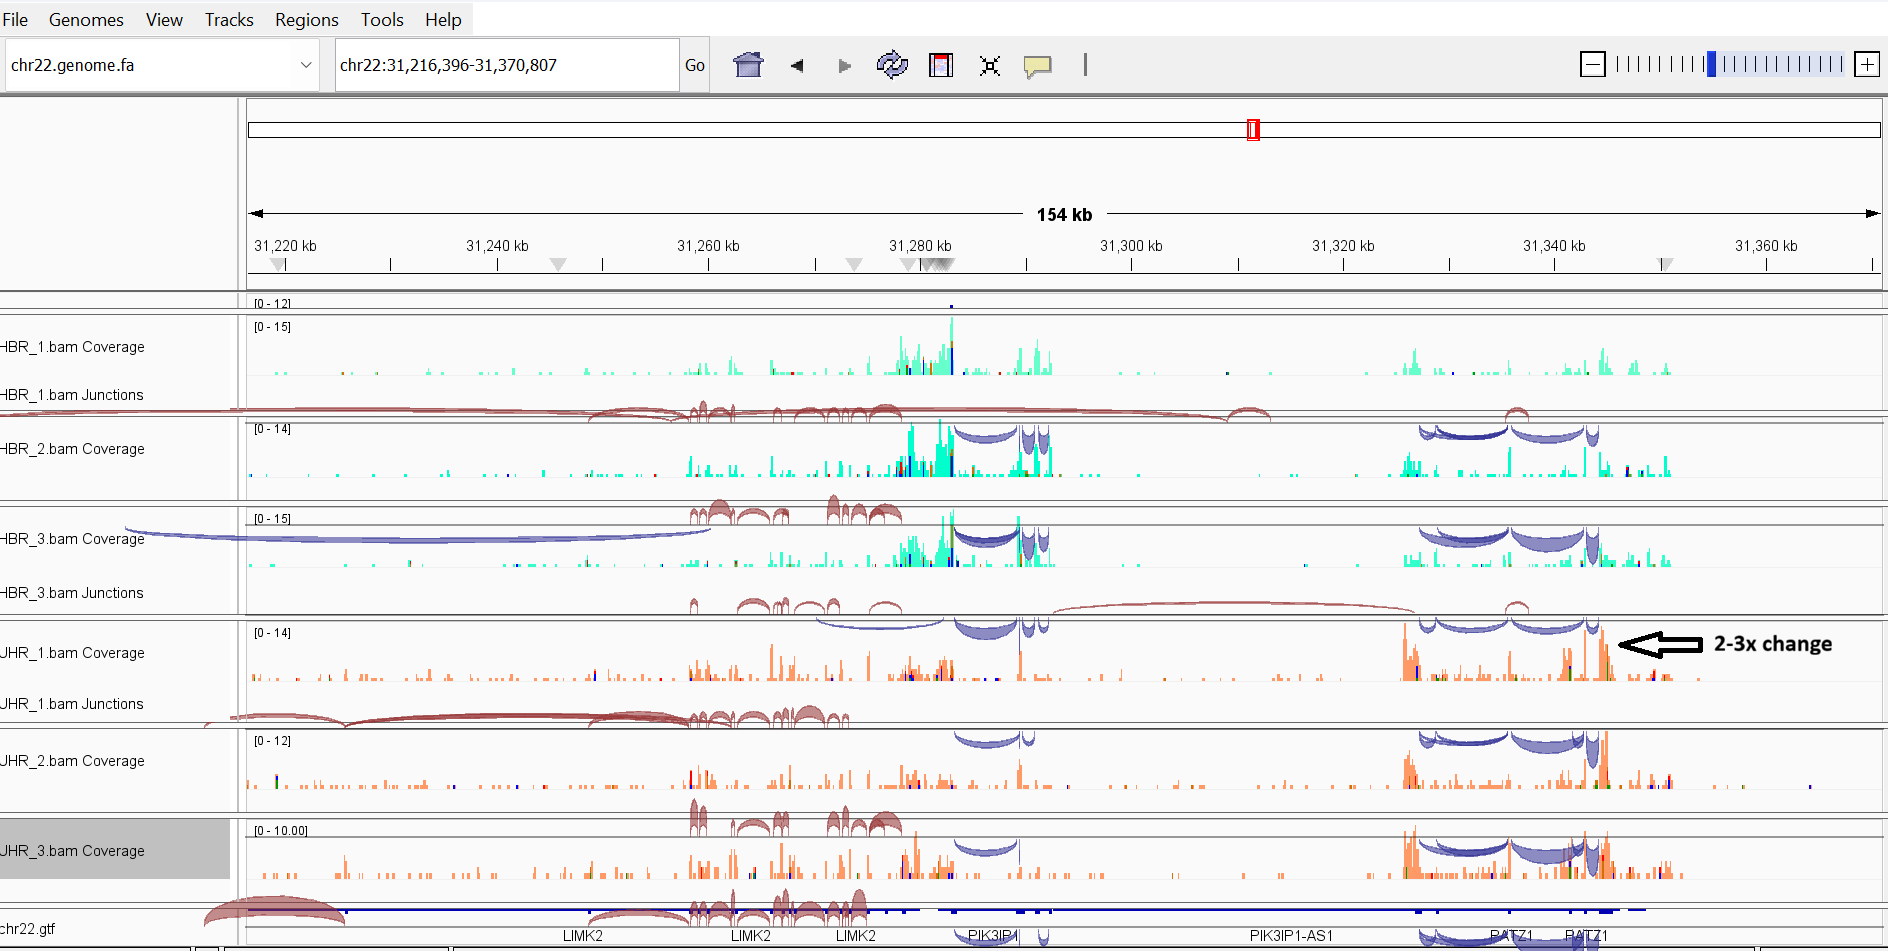 File Genomes View Tracks Regions Tools Help
chr22.genome.fa chr22:31,216,396-31,370,807 Go
154 kb
31,220 kb 31,240 kb 31,260 kb 31,280 kb 31,300 kb 31,320 kb 31,340 kb 31,360 kb
[0 - 12]
[0 - 15]
HBR_1.bam Coverage
HBR_1.bam Junctions
[0 - 14]
HBR_2.bam Coverage
[0 - 15]
HBR_3.bam Coverage
HBR_3.bam Junctions
[0 - 14]
UHR_1.bam Coverage
2-3x change
UHR_1.bam Junctions
[0 - 12]
UHR_2.bam Coverage
[0 - 10.00]
UHR_3.bam Coverage
chr22.gtf
LIMK2 LIMK2 LIMK2 PIK3IP1 PIK3IP1-AS1 PATZ1 PATZ1